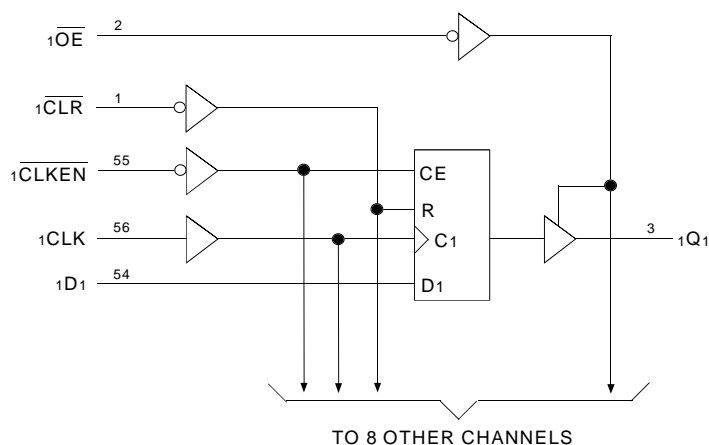 1OE 2
1CLR 1
1CLKEN 55
CE
R
1CLK 56
C1
3 1Q1
1D1 54
D1
TO 8 OTHER CHANNELS